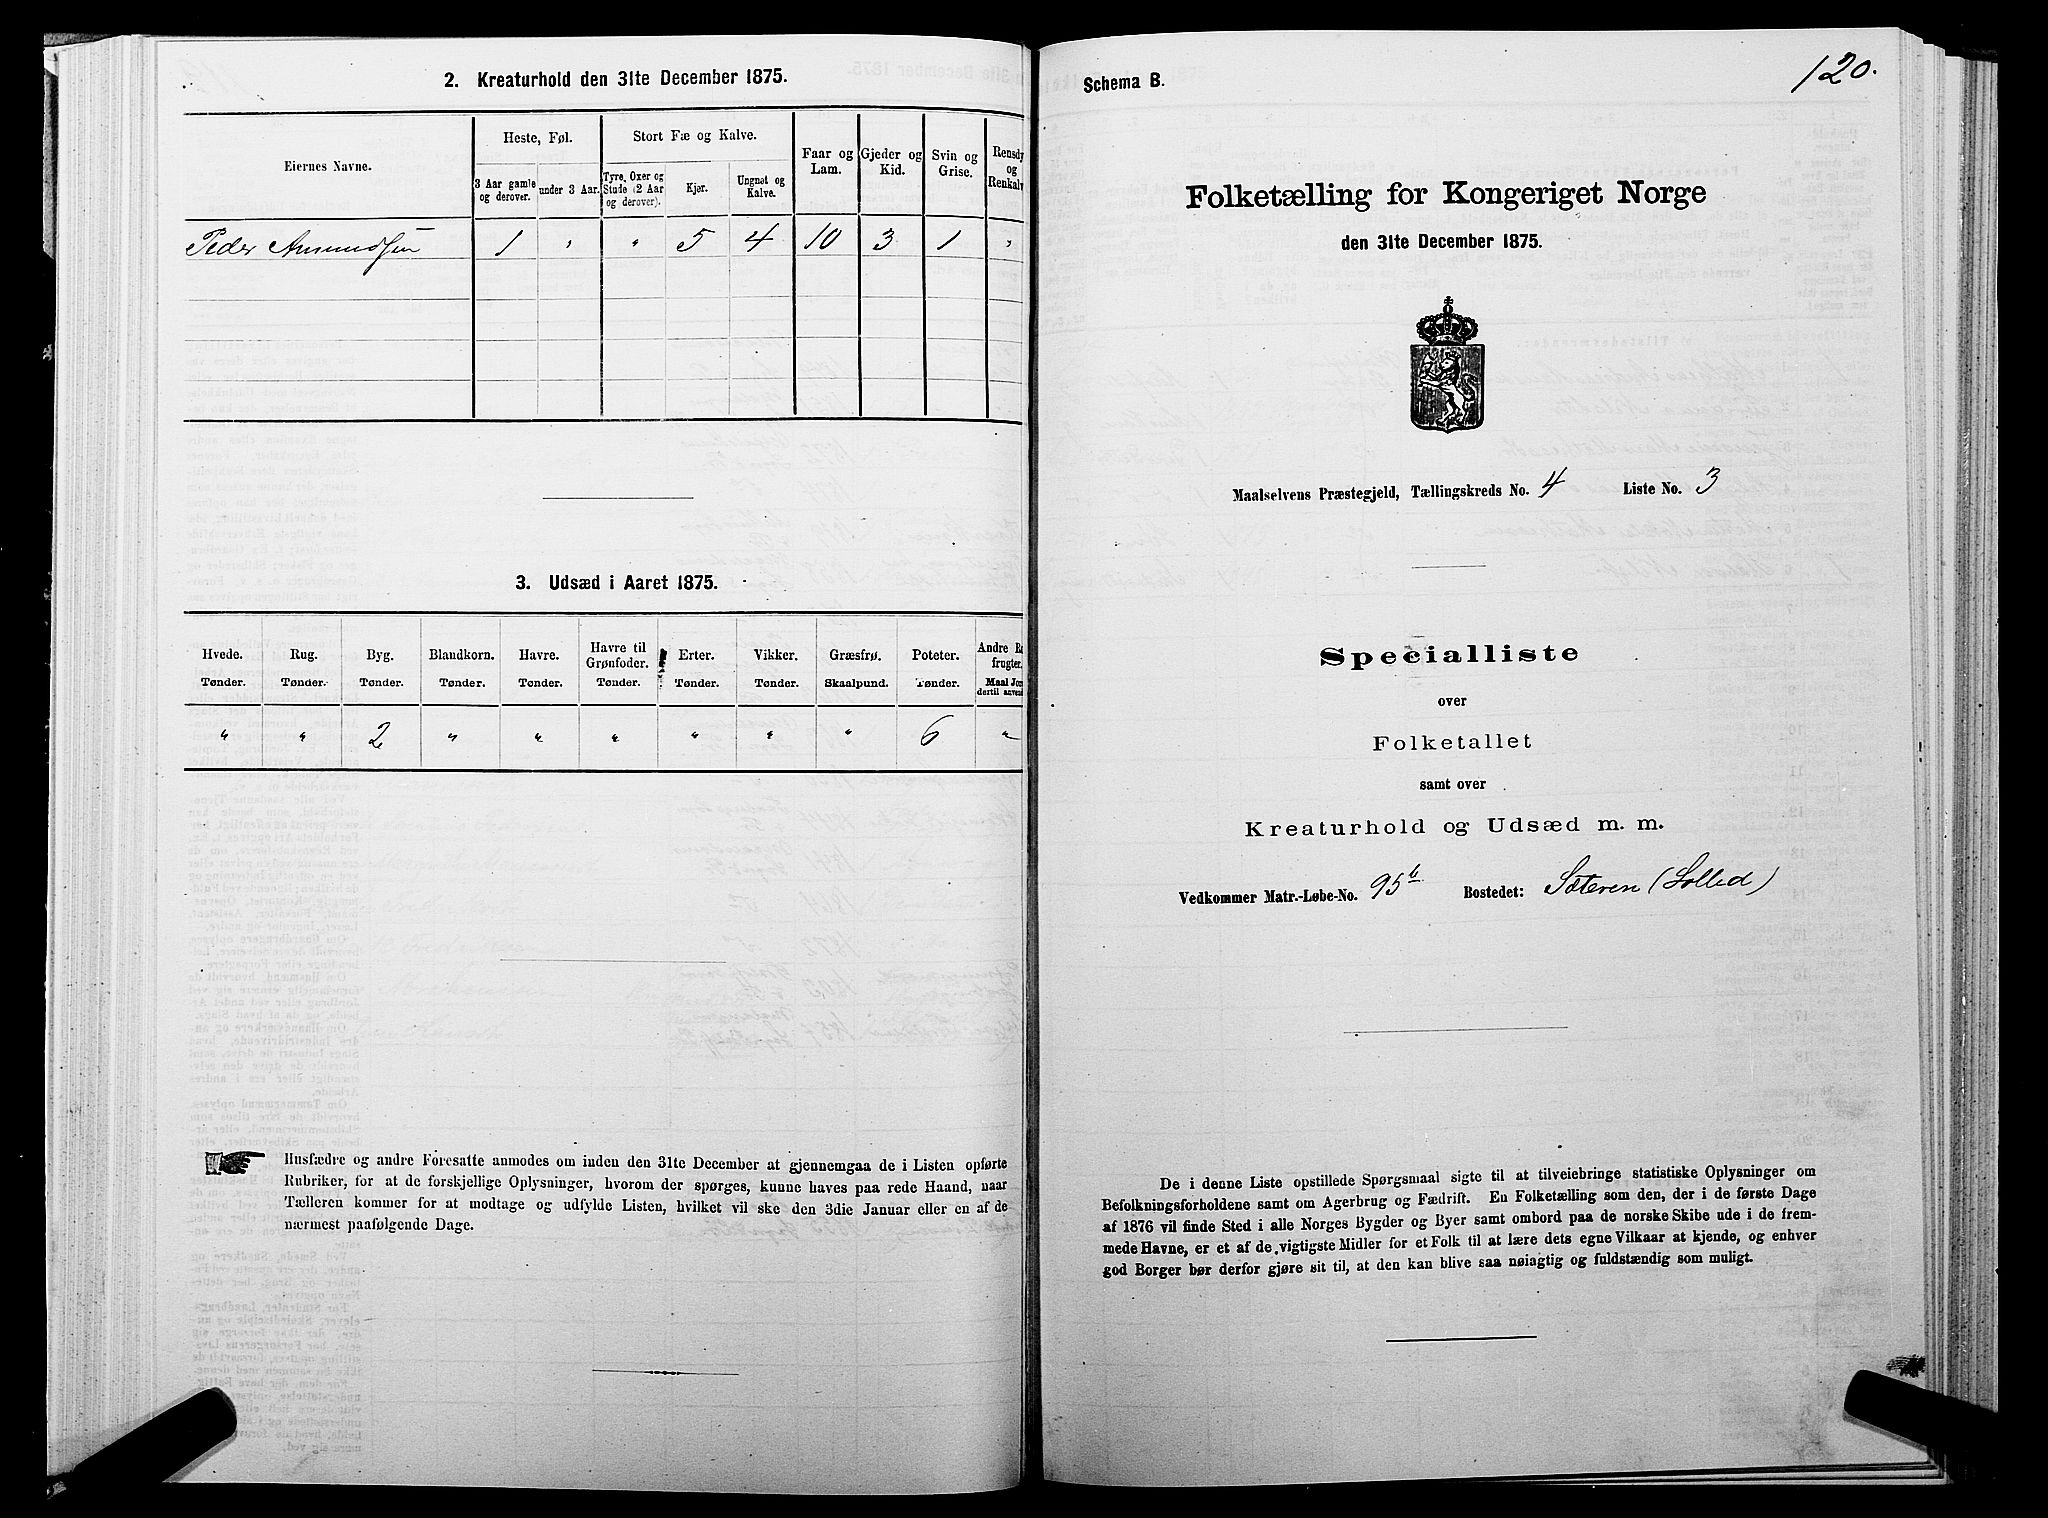 2. Kreaturhold den 31te December 1875.
Eiernes Navne.
Heste, Føl.
Stort Fæ og Kalve.
Faar og Lam.
Gjeder og Kid.
Svin og Grise.
Rensdy
og
Renkalv
3 Aar gamle og derover.
under 3 Aar.
Tyre, Oxer og Stude (2 Aar og derover).
Kjør.
Ungnøt og Kalve.
Peder Amundsen 1 " " 5 4 10 3 1 "
3. Udsæd i Aaret 1875.
Hvede. Rug. Byg. Blandkorn. Havre. Havre til Grønfoder. Erter. Vikker. Græsfrø. Poteter. Andre R frugter.
Tønder. Tønder. Tønder. Tønder. Tønder. Tønder. Tønder. Tønder. Skaalpund. Tønder. Maal Jor dertil anvend
" " 2 " " " " " " 6 "
Husfædre og andre Foresatte anmodes om inden den 31te December at gjennemgaa de i Listen opførte
Rubriker, for at de forskjellige Oplysninger, hvorom der spørges, kunne haves paa rede Haand, naar
Tælleren kommer for at modtage og udfylde Listen, hvilket vil ske den 3die Januar eller en af de
nærmest paafølgende Dage.
Schema B.
120.
Folketælling for Kongeriget Norge
den 31te December 1875.
Maalselvens Præstegjeld, Tællingskreds No. 4 Liste No. 3
Specialliste
over
Folketallet
samt over
Kreaturhold og Udsæd m. m.
Vedkommer Matr.-Løbe-No. 95b Bostedet: Sæteren (Solled)
De i denne Liste opstillede Spørgsmaal sigte til at tilveiebringe statistiske Oplysninger om
Befolkningsforholdene samt om Agerbrug og Fædrift. En Folketælling som den, der i de første Dage
af 1876 vil finde Sted i alle Norges Bygder og Byer samt ombord paa de norske Skibe ude i de frem-
mede Havne, er et af de vigtigste Midler for et Folk til at lære dets egne Vilkaar at kjende, og enhver
god Borger bør derfor gjøre sit til, at den kan blive saa nøiagtig og fuldstændig som muligt.